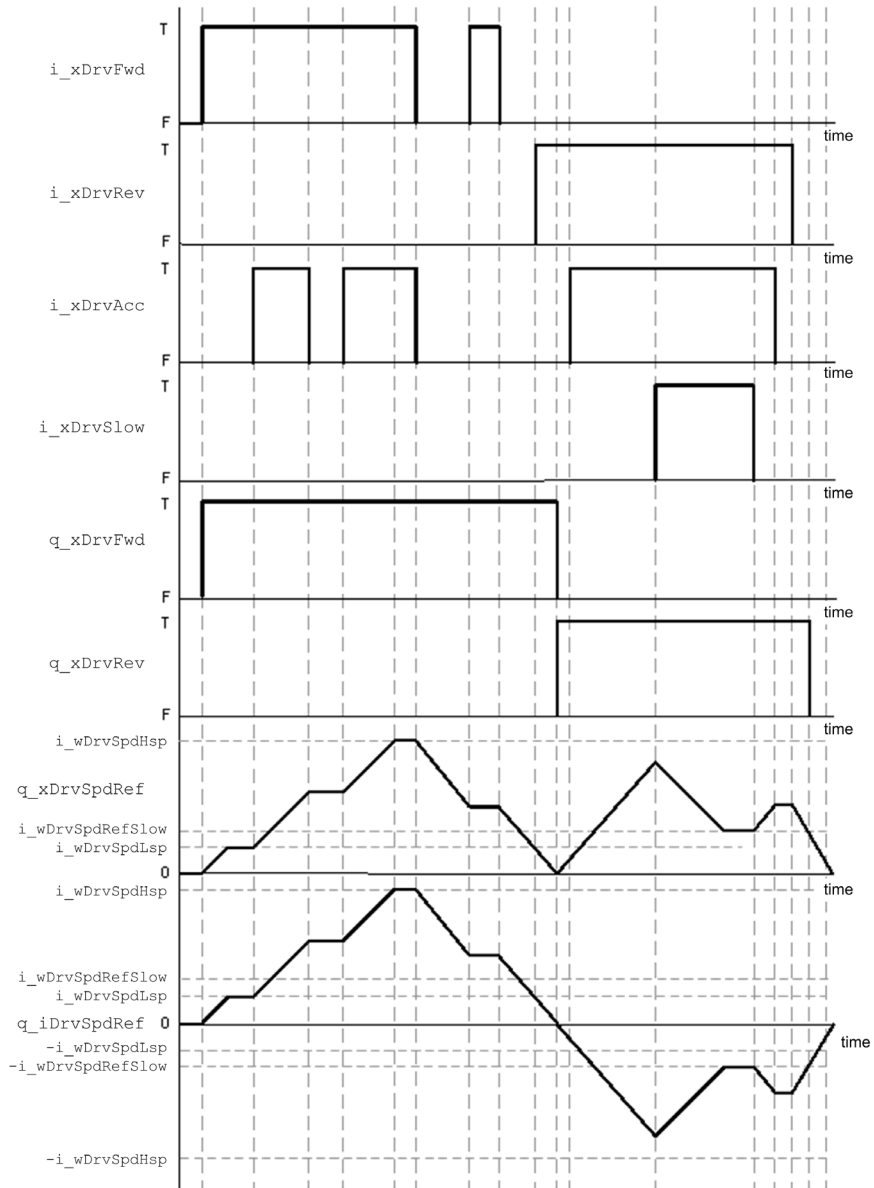 T
i_xDrvFwd
F
time
T
i_xDrvRev
F
time
T
i_xDrvAcc
F
time
T
i_xDrvSlow
F
time
T
q_xDrvFwd
F
time
T
q_xDrvRev
F
time
i_wDrvSpdHsp
q_xDrvSpdRef
i_wDrvSpdRefSlow
i_wDrvSpdLsp
0
time
i_wDrvSpdHsp
i_wDrvSpdRefSlow
i_wDrvSpdLsp
q_iDrvSpdRef 0
time
-i_wDrvSpdLsp
-i_wDrvSpdRefSlow
-i_wDrvSpdHsp